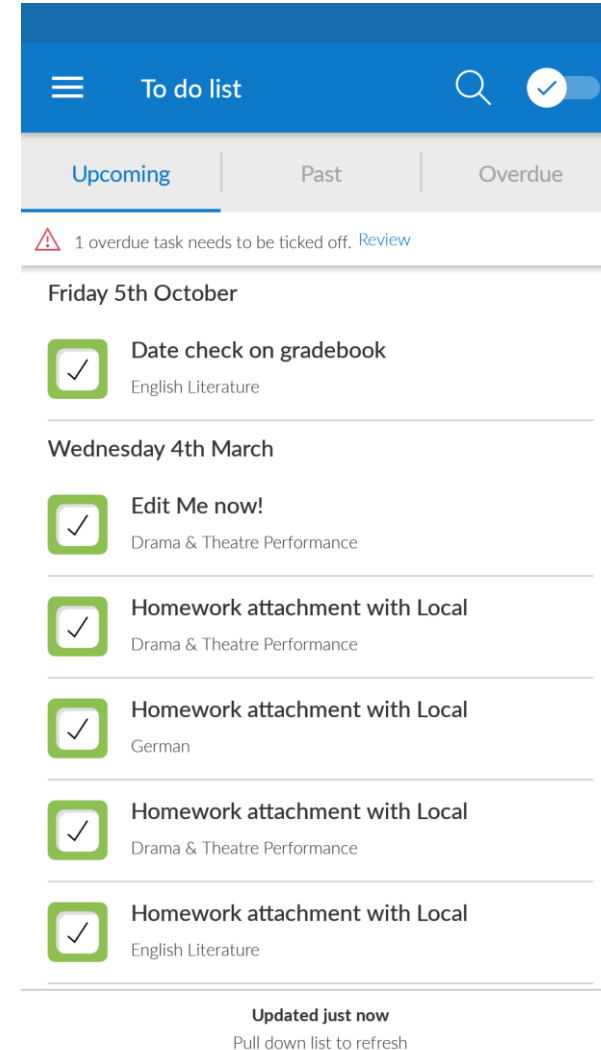 To do list
Upcoming
Past
Overdue
1 overdue task needs to be ticked off. Review
Friday 5th October
Date check on gradebook
English Literature
Wednesday 4th March
Edit Me now!
Drama & Theatre Performance
Homework attachment with Local
Drama & Theatre Performance
Homework attachment with Local
German
Homework attachment with Local
Drama & Theatre Performance
Homework attachment with Local
English Literature
Updated just now
Pull down list to refresh